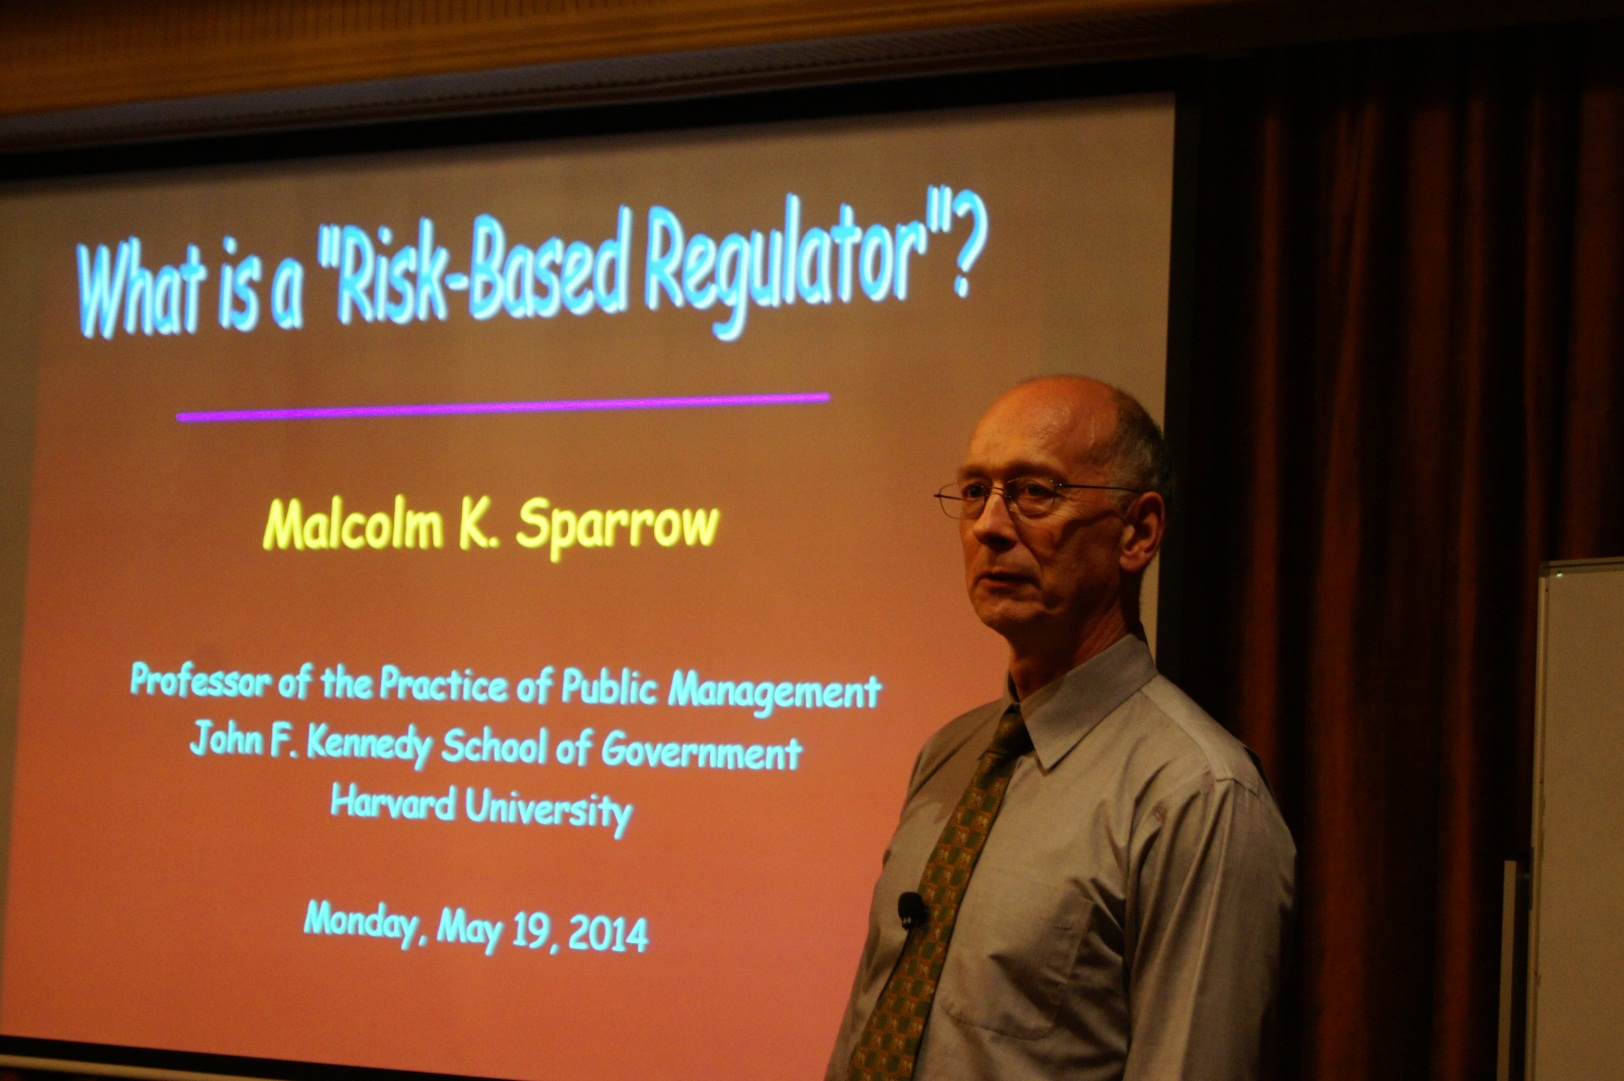 What is a "Risk-Based Regulator"?
Malcolm K. Sparrow
Professor of the Practice of Public Management
John F. Kennedy School of Government
Harvard University
Monday, May 19, 2014